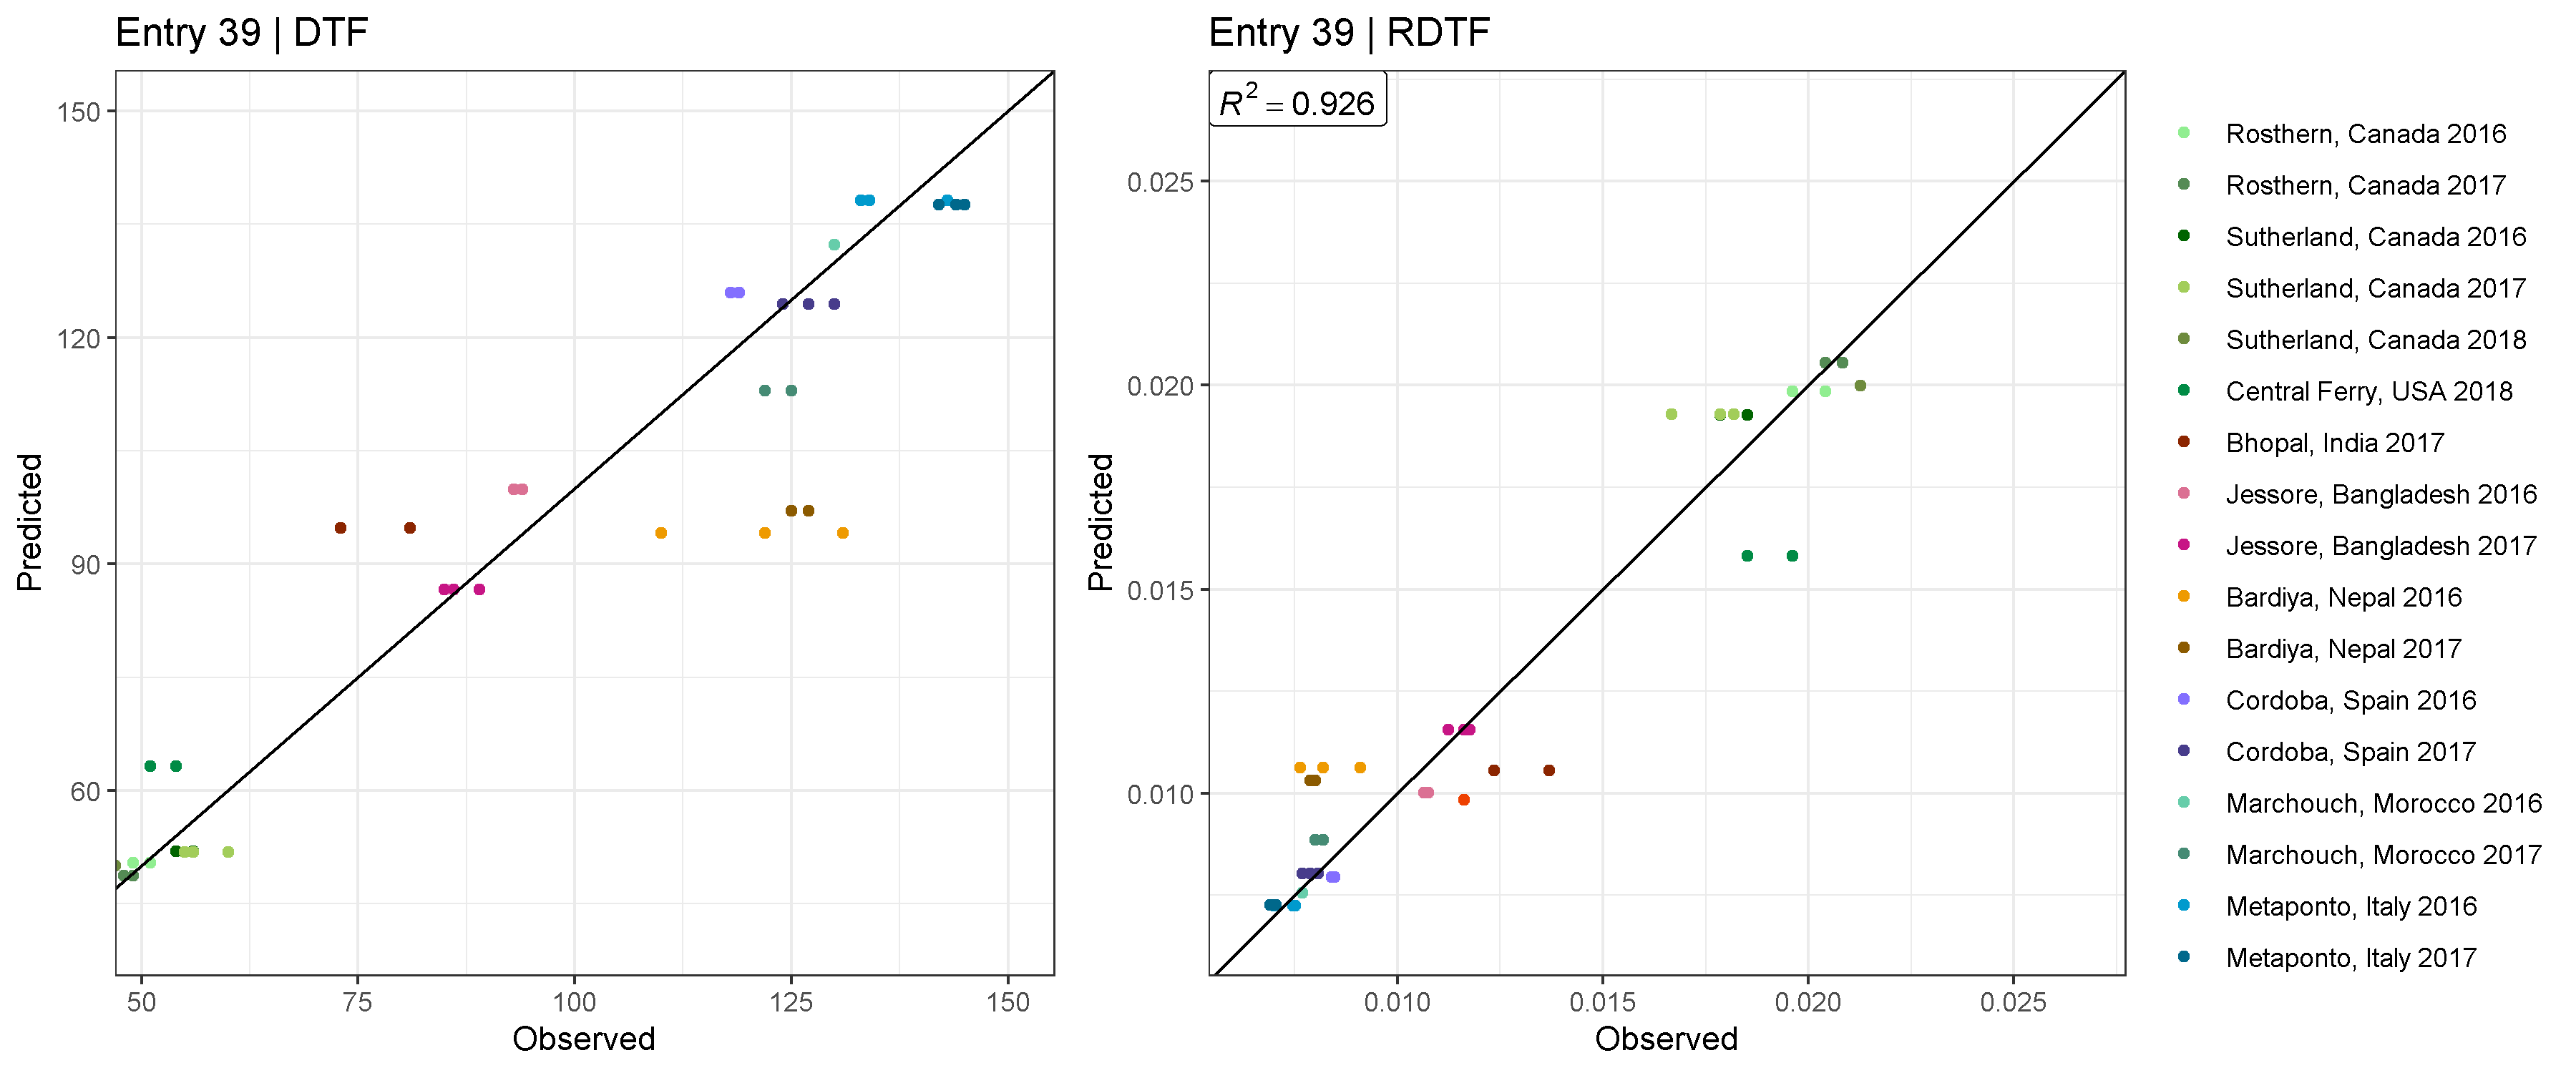 Entry 39 | DTF
150
120
90
60
Predicted
50 75 100 125 150
Observed
Entry 39 | RDTF
R² = 0.926
0.025
0.020
0.015
0.010
Predicted
0.010 0.015 0.020 0.025
Observed
Rosthern, Canada 2016
Rosthern, Canada 2017
Sutherland, Canada 2016
Sutherland, Canada 2017
Sutherland, Canada 2018
Central Ferry, USA 2018
Bhopal, India 2017
Jessore, Bangladesh 2016
Jessore, Bangladesh 2017
Bardiya, Nepal 2016
Bardiya, Nepal 2017
Cordoba, Spain 2016
Cordoba, Spain 2017
Marchouch, Morocco 2016
Marchouch, Morocco 2017
Metaponto, Italy 2016
Metaponto, Italy 2017